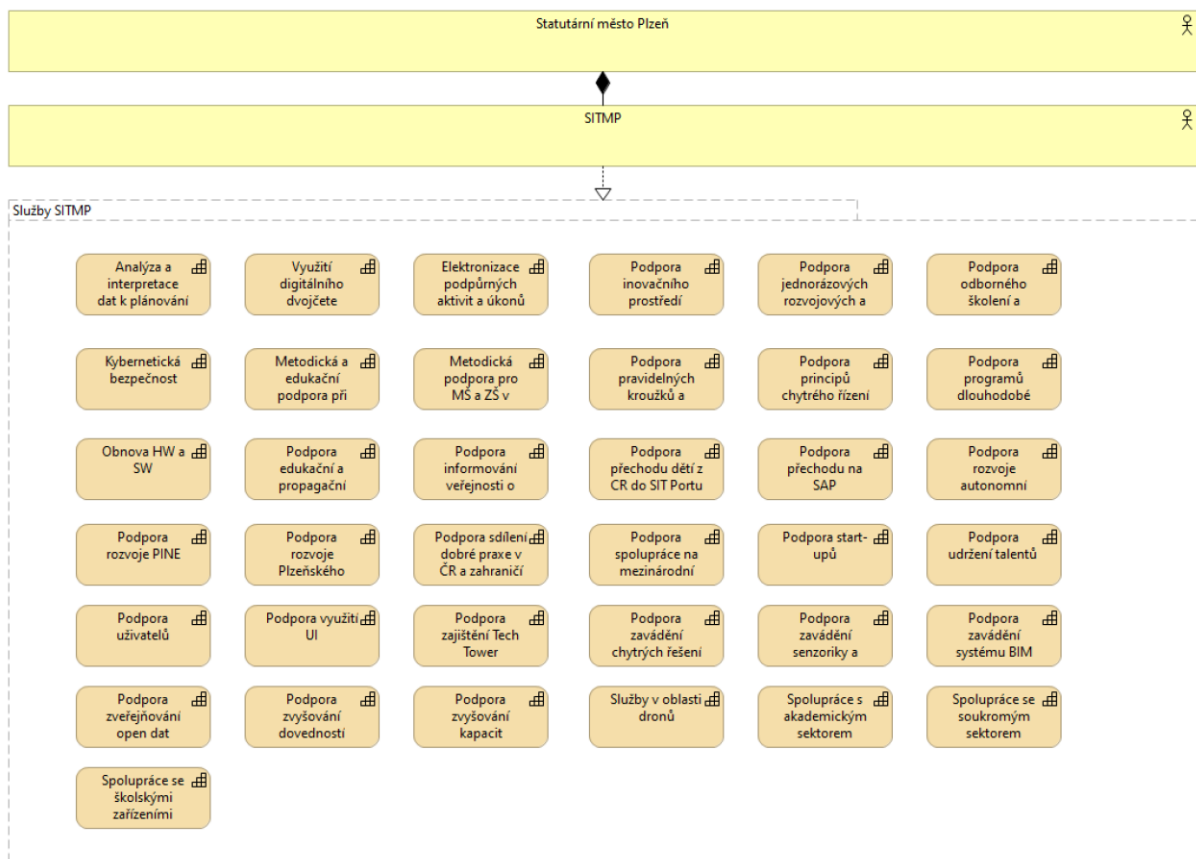 Statutární město Plzeň
SITMP
Služby SITMP
Analýza a
interpretace
dat k plánování
Využití
digitálního
dvojčete
Elektronizace
podpůrných
aktivit a úkonů
Podpora
inovačního
prostředí
Podpora
jednorázových
rozvojových a
Podpora
odborného
školení a
Kybernetická
bezpečnost
Metodická a
edukační
podpora při
Metodická
podpora pro
MŠ a ZŠ v
Podpora
pravidelných
kroužků a
Podpora
principů
chytrého řízení
Podpora
programů
dlouhodobé
Obnova HW a
SW
Podpora
edukační a
propagační
Podpora
informování
veřejnosti o
Podpora
přechodu dětí z
CR do SIT Portu
Podpora
přechodu na
SAP
Podpora
rozvoje
autonomní
Podpora
rozvoje PINE
Podpora
rozvoje
Plzeňského
Podpora sdílení
dobré praxe v
ČR a zahraničí
Podpora
spolupráce na
mezinárodní
Podpora start-
upů
Podpora
udržení talentů
Podpora
uživatelů
Podpora využití
UI
Podpora
zajištění Tech
Tower
Podpora
zavádění
chytrých řešení
Podpora
zavádění
senzoriky a
Podpora
zavádění
systému BIM
Podpora
zveřejňování
open dat
Podpora
zvyšování
dovedností
Podpora
zvyšování
kapacit
Služby v oblasti
dronů
Spolupráce s
akademickým
sektorem
Spolupráce se
soukromým
sektorem
Spolupráce se
školskými
zařízeními